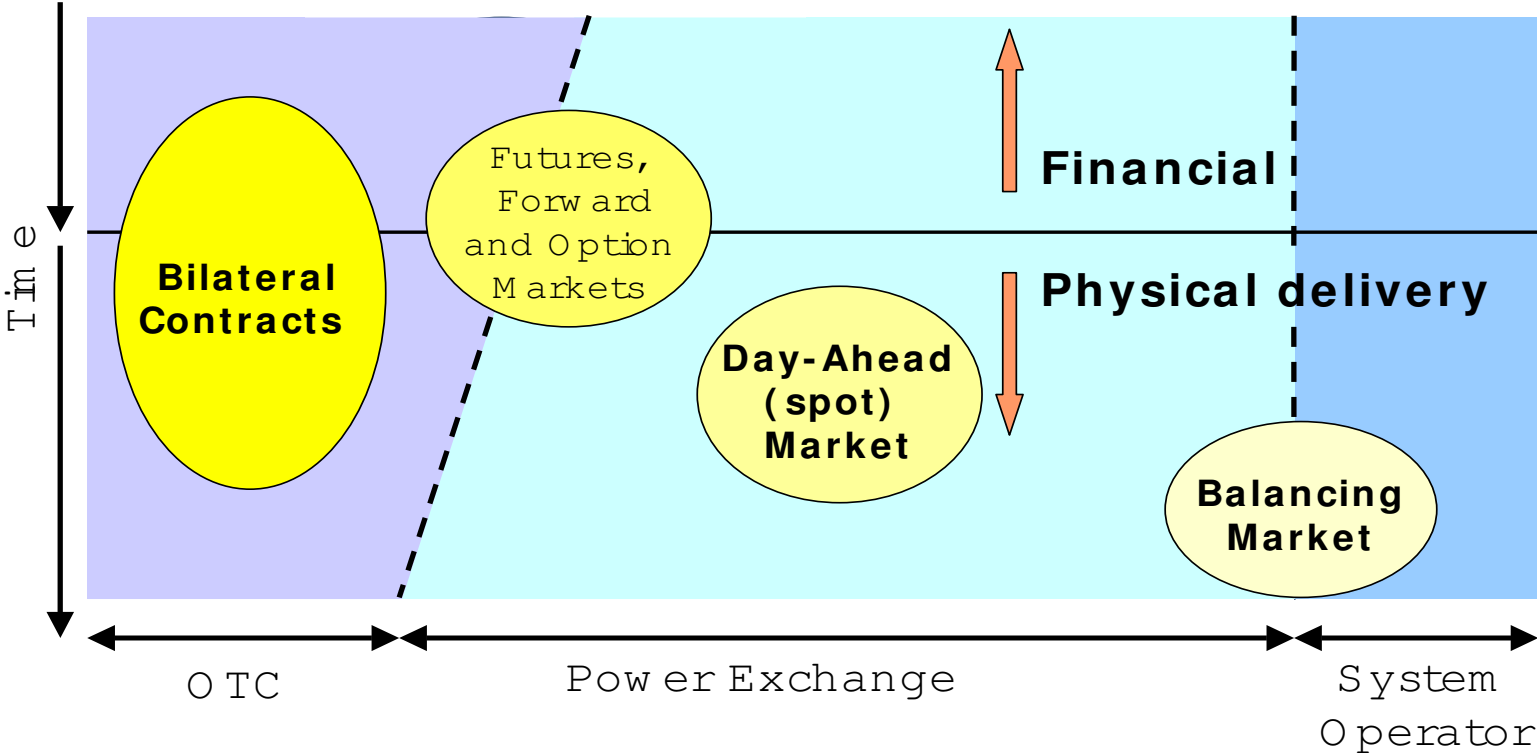 Time
Bilateral
Contracts
Futures,
Forward
and Option
Markets
Financial
Physical delivery
Day-Ahead
(spot)
Market
Balancing
Market
OTC
Power Exchange
System
Operator